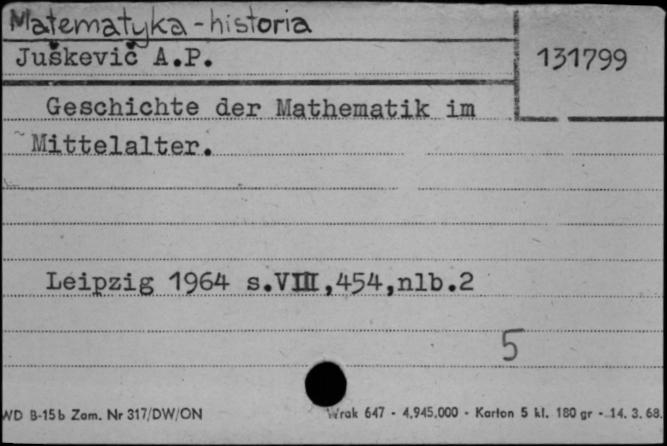 Matematyka - historia
Juškevič A.P.
131799
Geschichte der Mathematik im
Mittelalter.
Leipzig 1964 s.VIII,454,nlb.2
5
WD B-15b Zam. Nr 317/DW/ON
Wrak 647 - 4.945.000 - Karton 5 kl. 180 gr - 14. 3. 68.